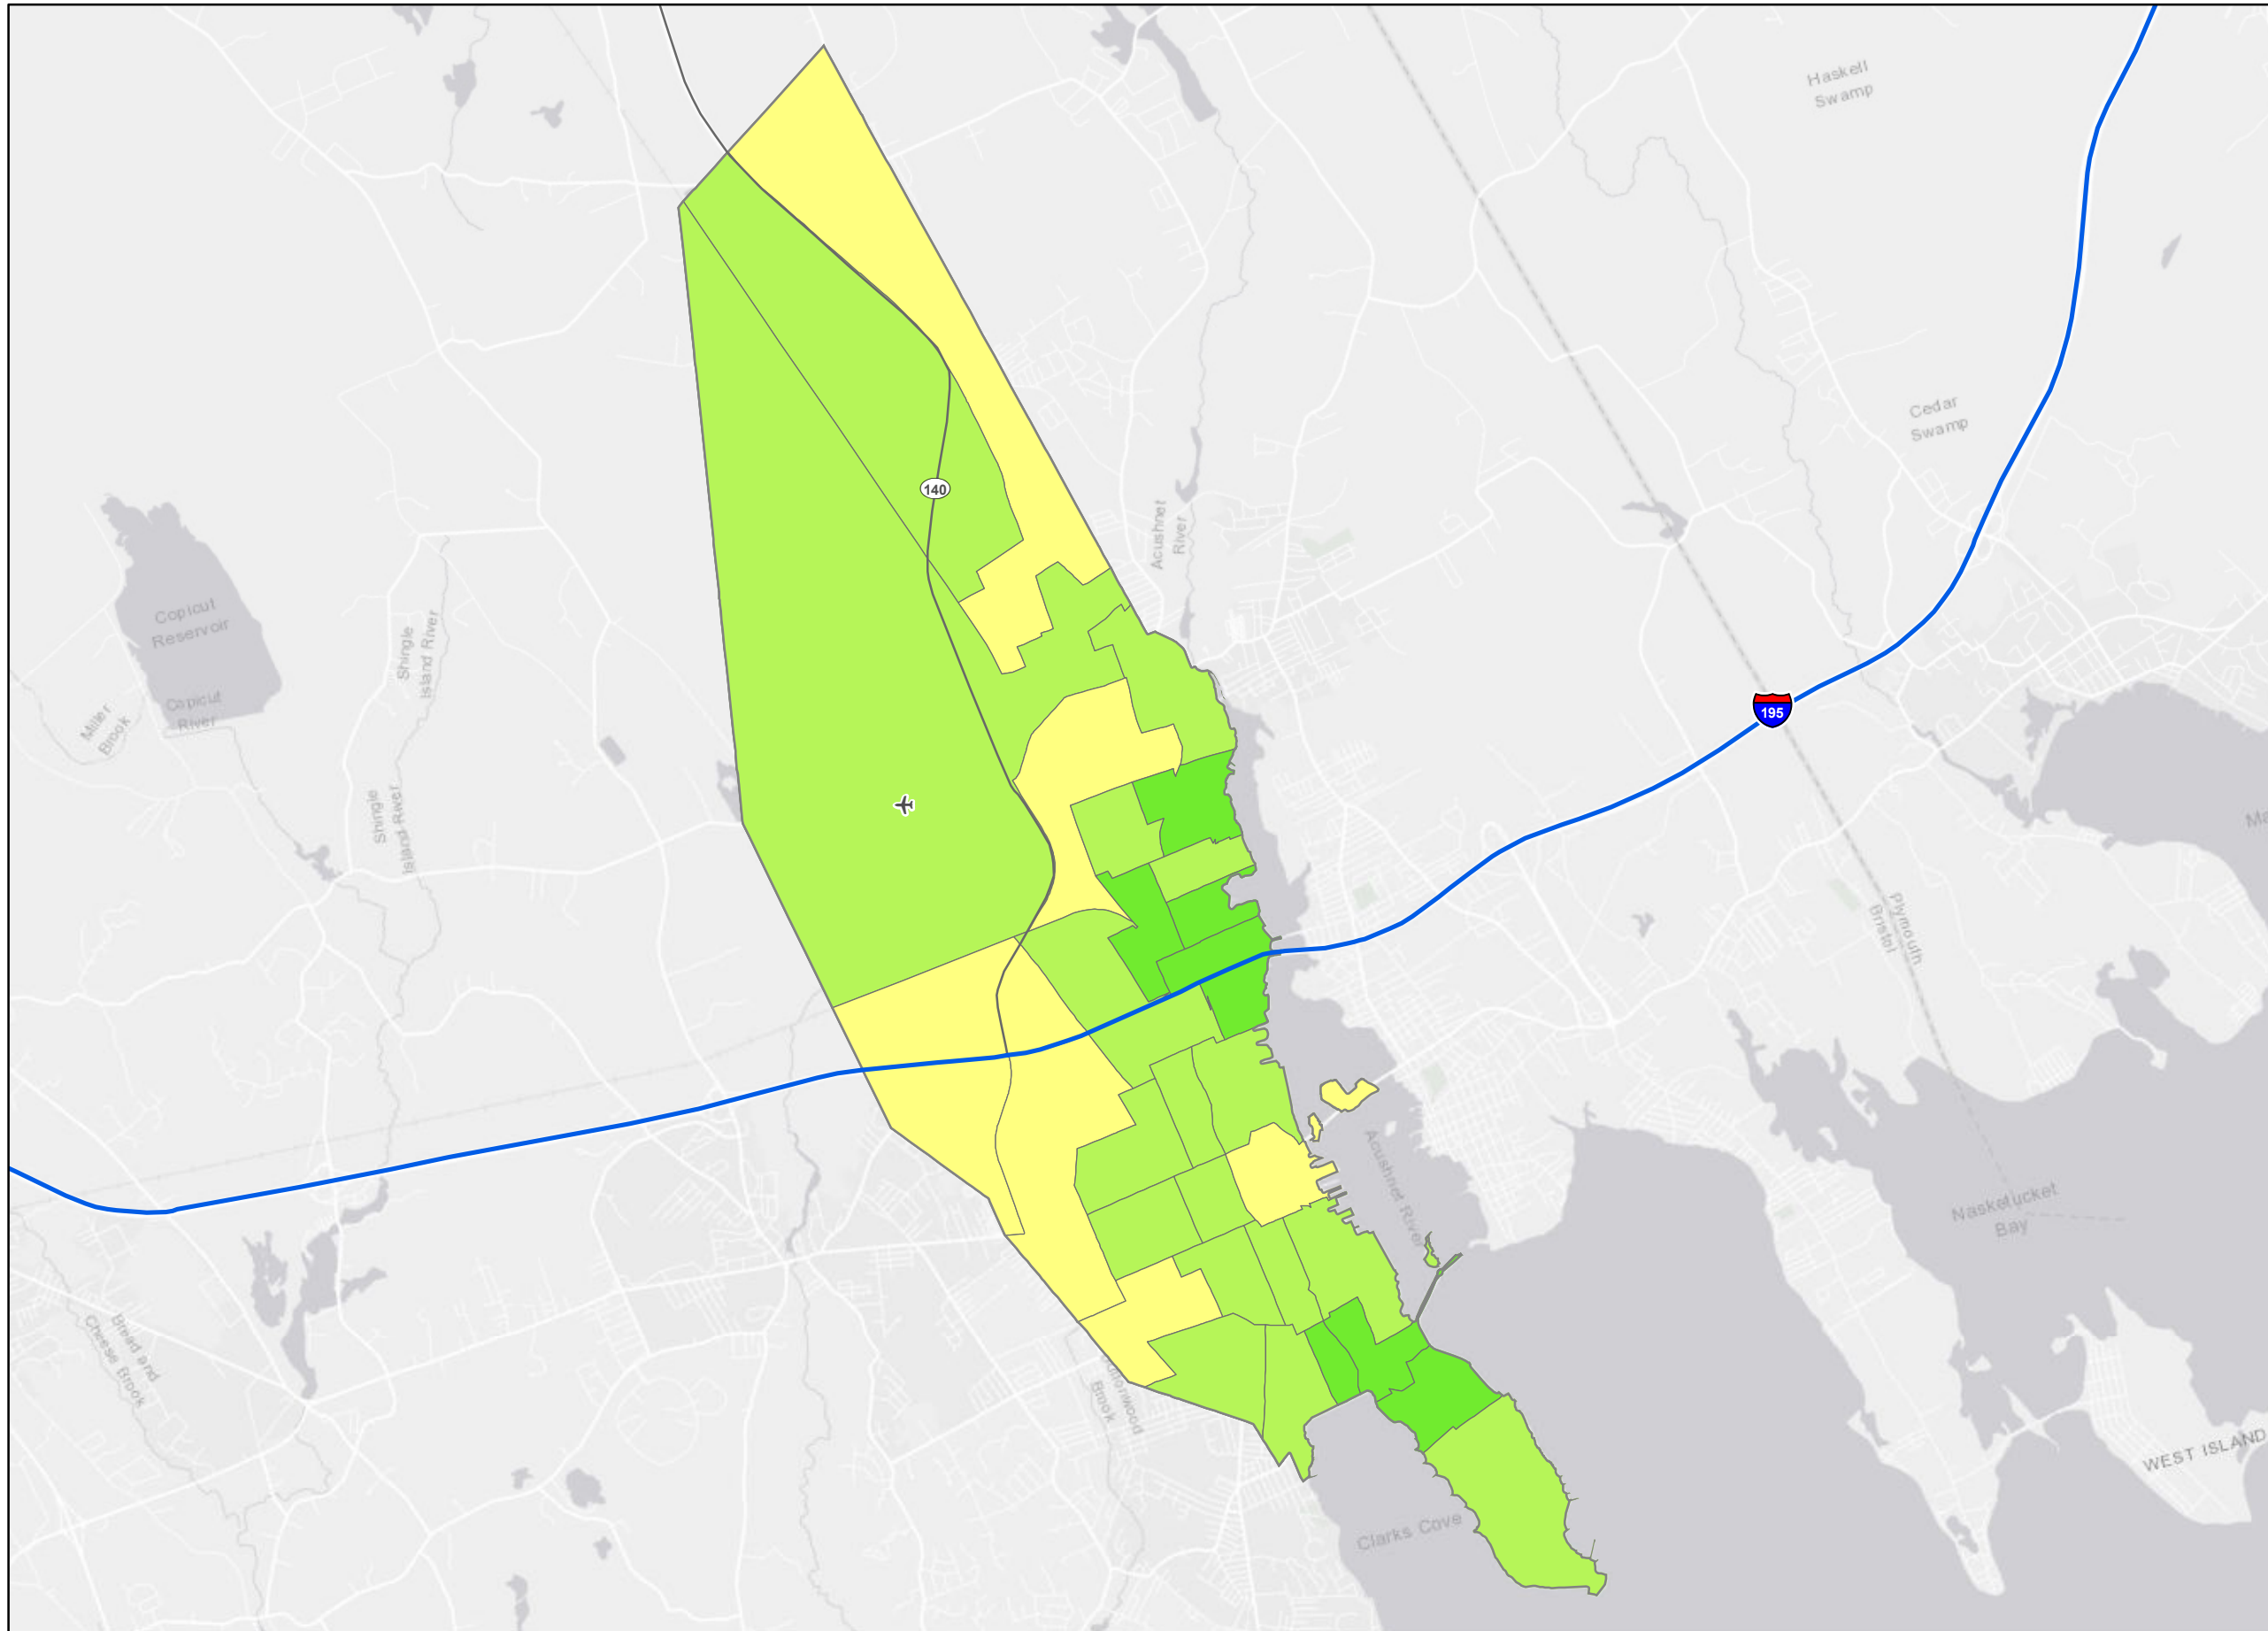 Haskell
Swamp
Cedar
Swamp
140
Acushnet
River
Copicut
Reservoir
Shingle
Island River
Copicut
River
Miller
Brook
195
Shingle
Island River
Plymouth
Bristol
Acushnet River
Nasketucket
Bay
Bread and
Cheese Brook
Brook
WEST ISLAND
Clarks Cove